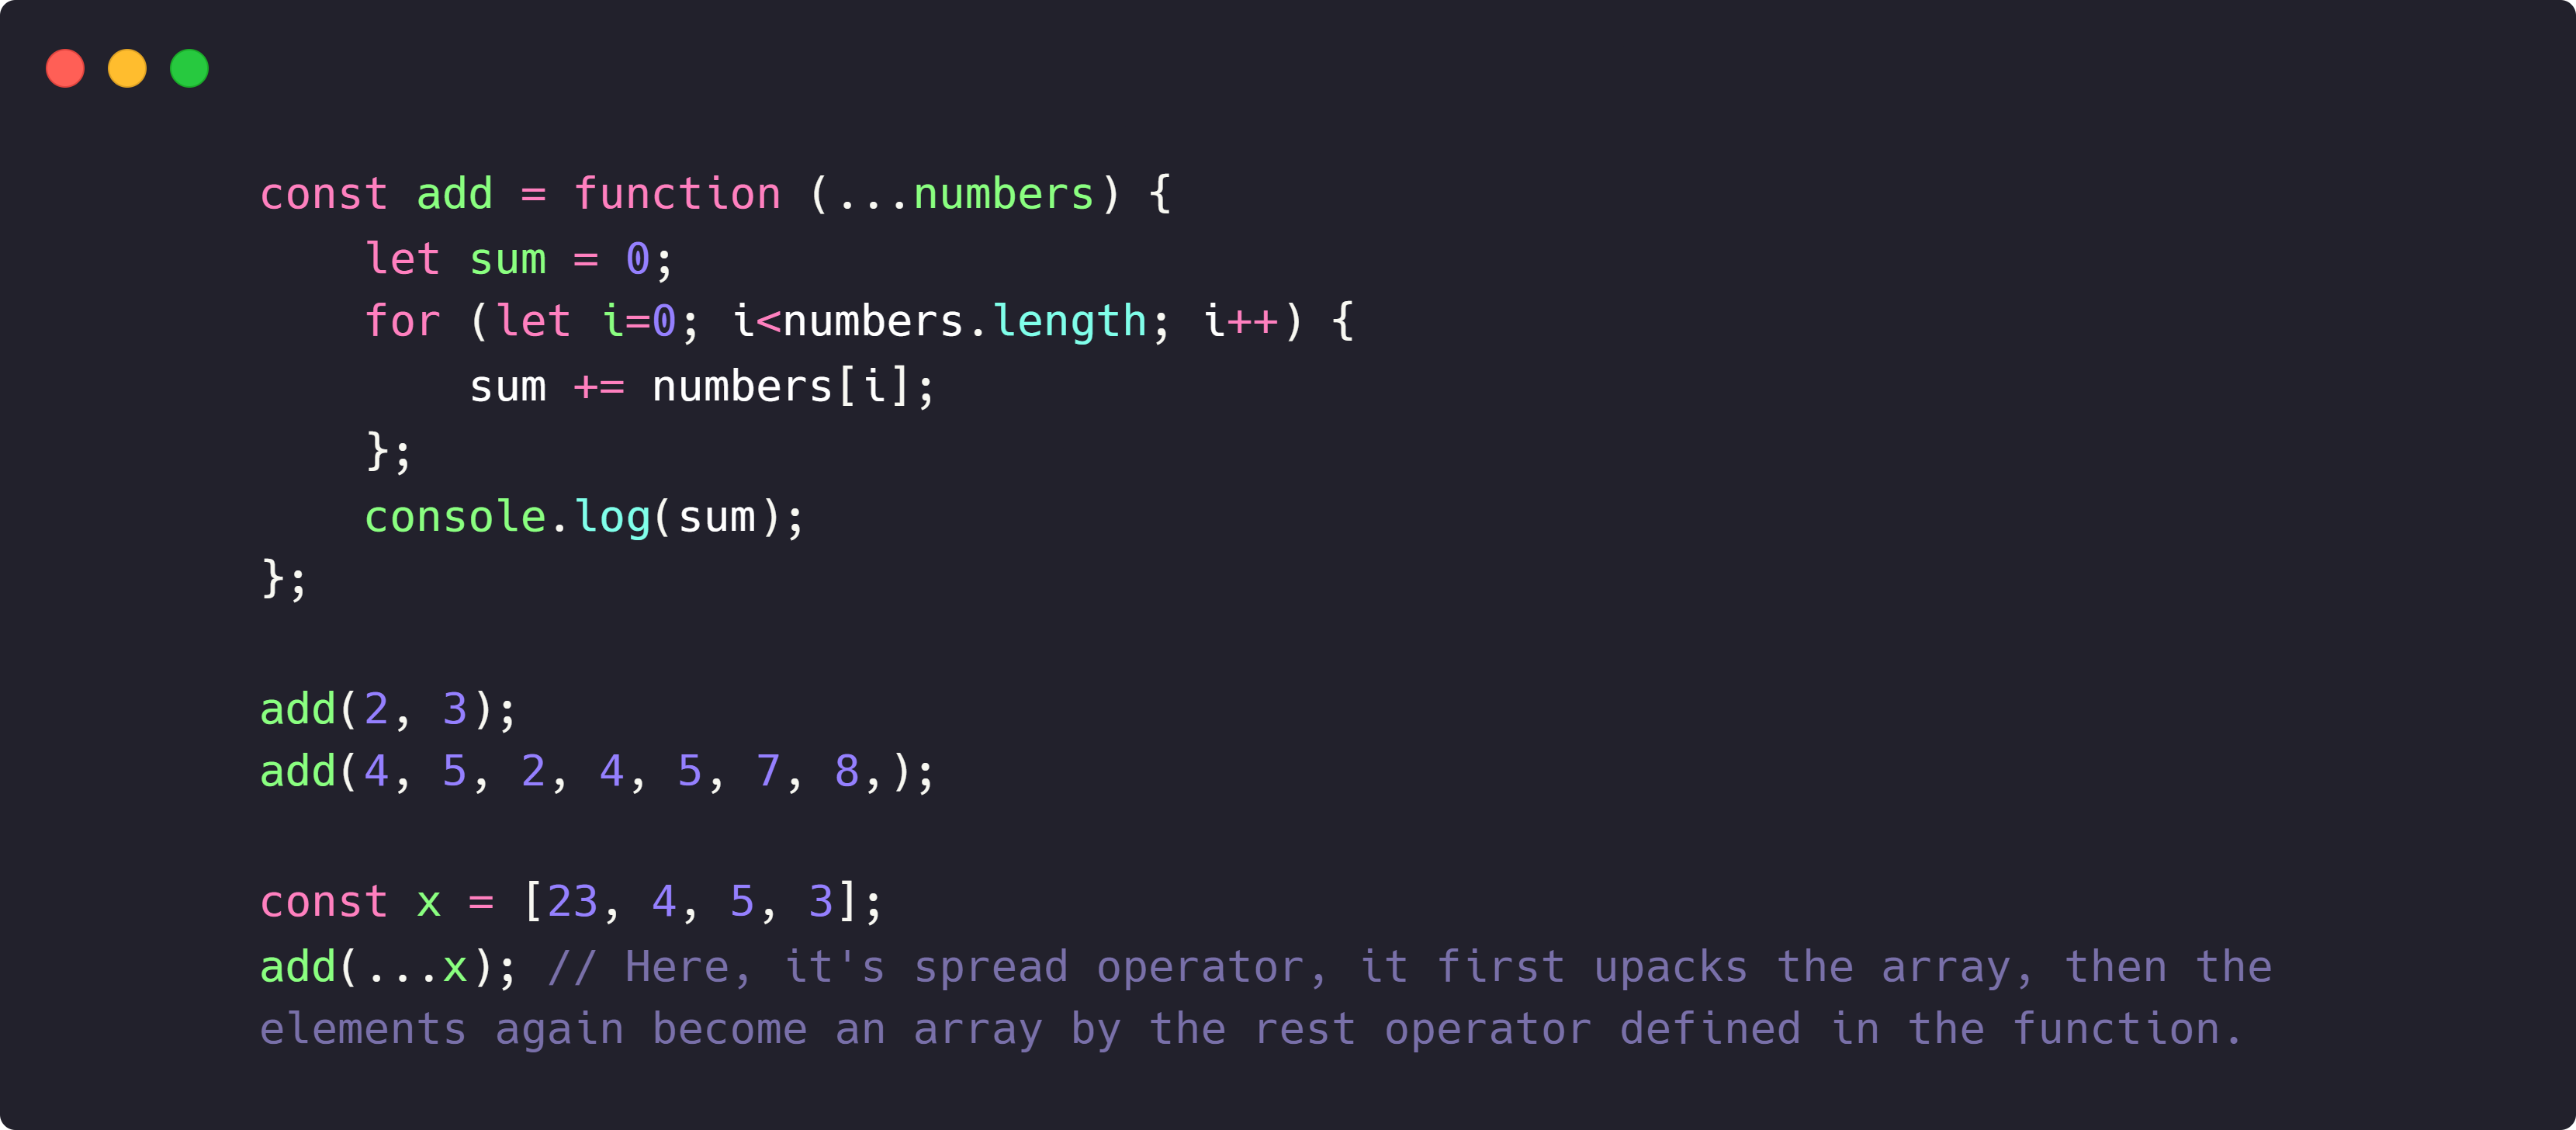 const add = function (...numbers) {
    let sum = 0;
    for (let i=0; i<numbers.length; i++) {
        sum += numbers[i];
    };
    console.log(sum);
};

add(2, 3);
add(4, 5, 2, 4, 5, 7, 8,);

const x = [23, 4, 5, 3];
add(...x); // Here, it's spread operator, it first upacks the array, then the
elements again become an array by the rest operator defined in the function.